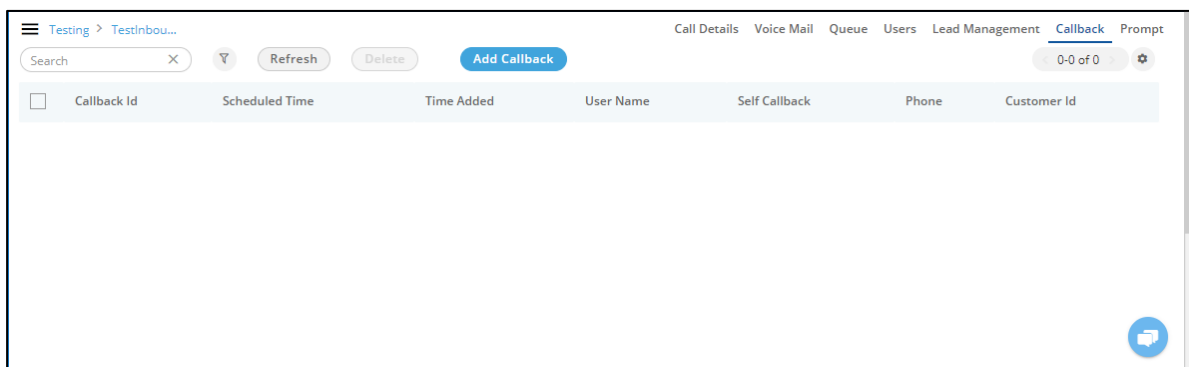 Testing > TestInbou... Call Details Voice Mail Queue Users Lead Management Callback Prompt
Search Refresh Delete Add Callback 0-0 of 0
Callback Id Scheduled Time Time Added User Name Self Callback Phone Customer Id